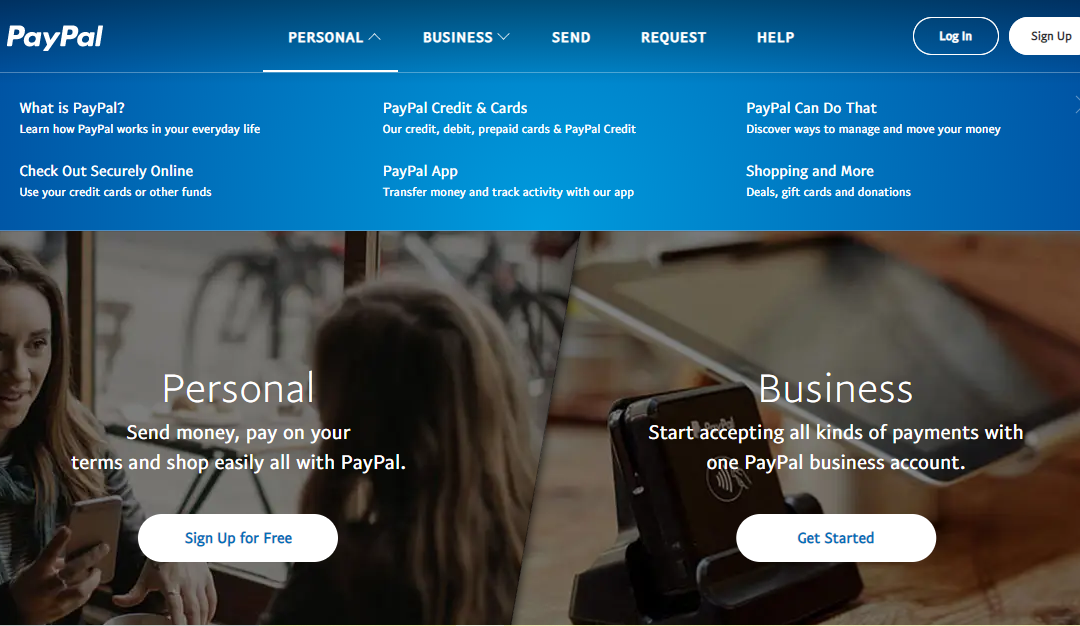 PayPal
PERSONAL
BUSINESS
SEND
REQUEST
HELP
Log In
Sign Up
What is PayPal?
Learn how PayPal works in your everyday life
PayPal Credit & Cards
Our credit, debit, prepaid cards & PayPal Credit
PayPal Can Do That
Discover ways to manage and move your money
Check Out Securely Online
Use your credit cards or other funds
PayPal App
Transfer money and track activity with our app
Shopping and More
Deals, gift cards and donations
Personal
Send money, pay on your
terms and shop easily all with PayPal.
Sign Up for Free
Business
PayPal
Start accepting all kinds of payments with
one PayPal business account.
Get Started